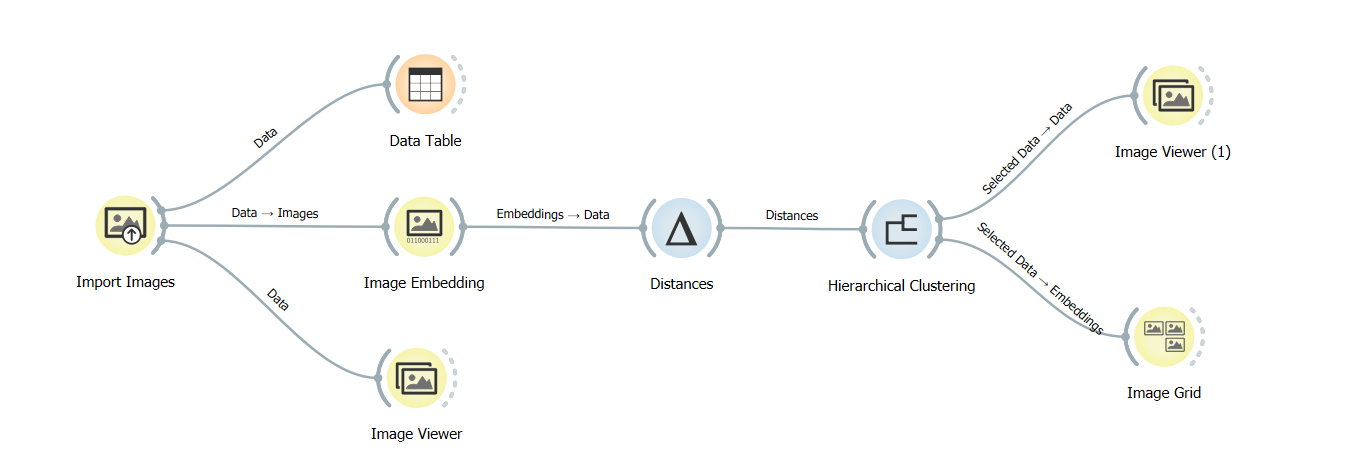 Data Table
Data
Selected Data → Data
Image Viewer (1)
Import Images
Data → Images
011000111
Image Embedding
Embeddings → Data
Distances
Distances
Hierarchical Clustering
Selected Data → Embeddings
Image Grid
Data
Image Viewer